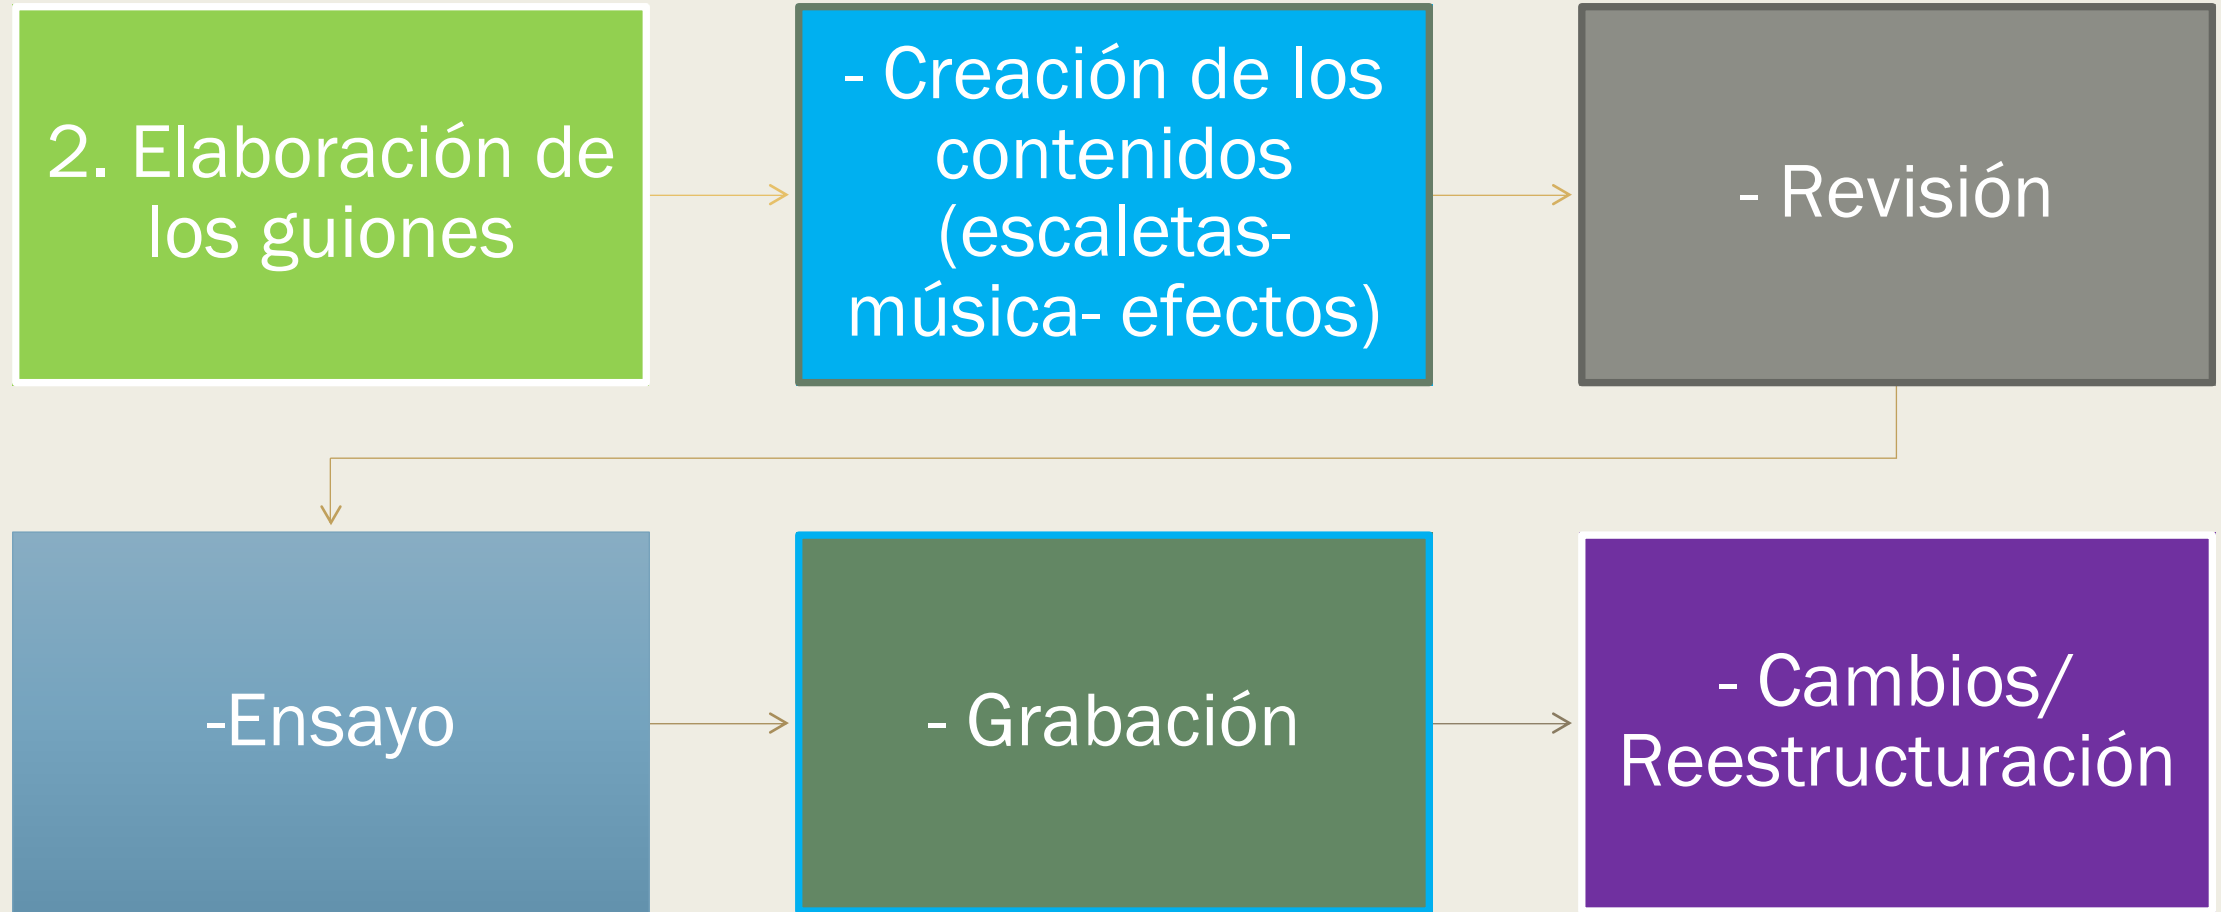 2. Elaboración de
los guiones
- Creación de los
contenidos
(escaletas-
música- efectos)
- Revisión
-Ensayo
- Grabación
- Cambios/
Reestructuración